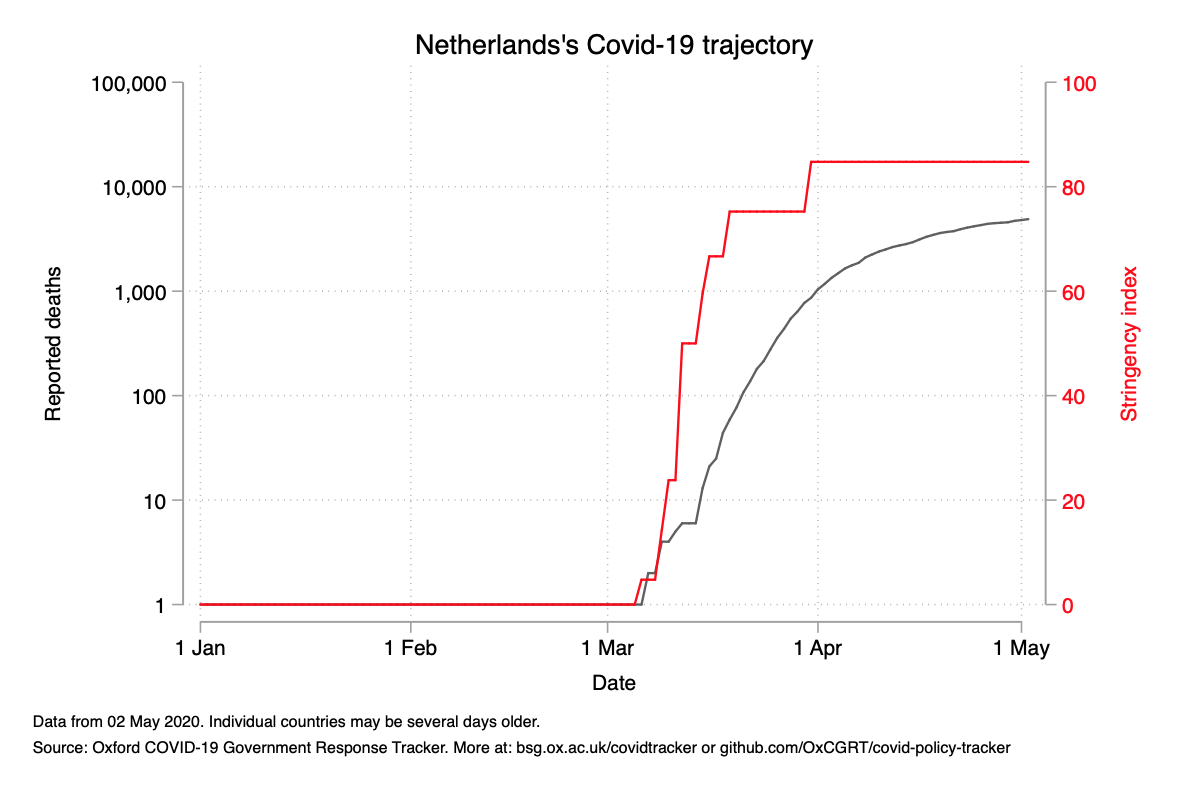 Netherlands's Covid-19 trajectory
100,000
10,000
1,000
100
10
1
Reported deaths
100
80
60
40
20
0
Stringency index
1 Jan
1 Feb
1 Mar
1 Apr
1 May
Date
Data from 02 May 2020. Individual countries may be several days older.
Source: Oxford COVID-19 Government Response Tracker. More at: bsg.ox.ac.uk/covidtracker or github.com/OxCGRT/covid-policy-tracker